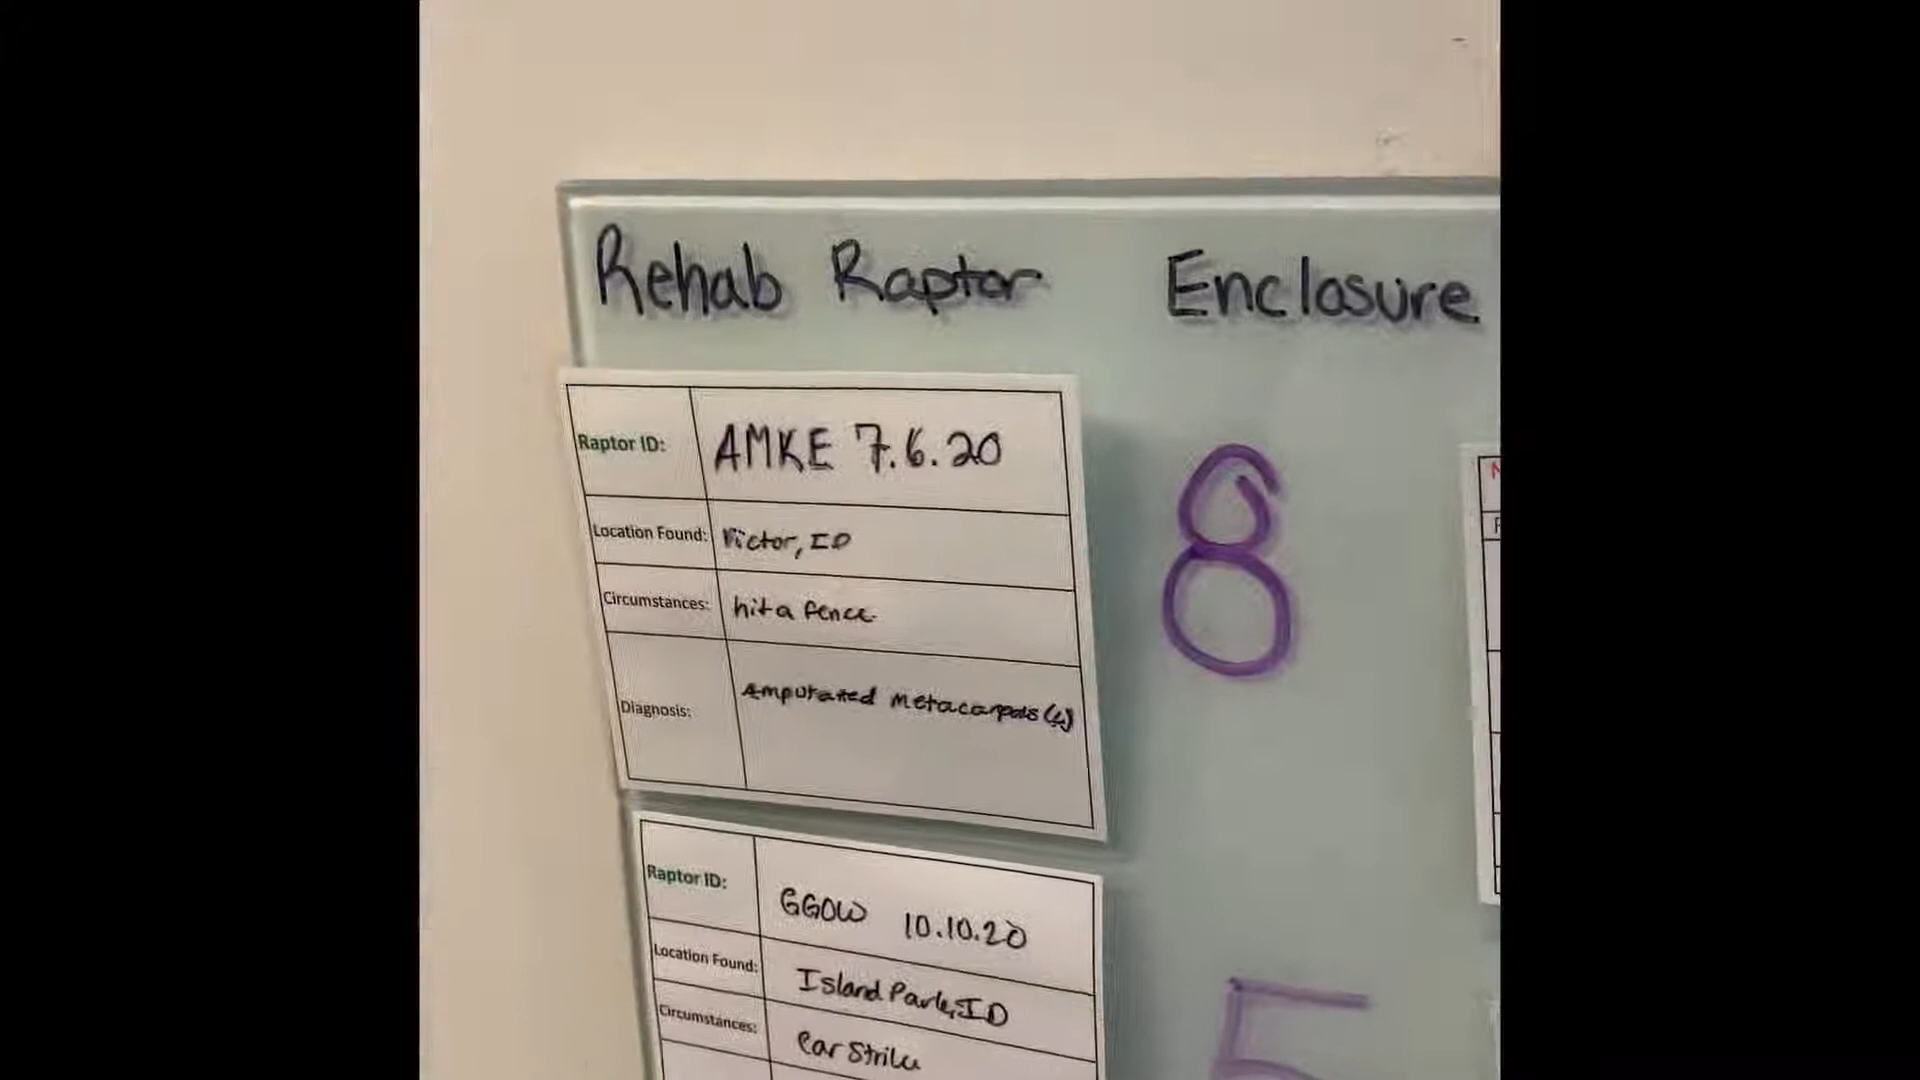 Rehab Raptor Enclosure
Raptor ID: AMKE 7.6.20
Location Found: Victor, ID
Circumstances: hit a fence
Diagnosis: Amputated metacarpals (L)
8
Raptor ID: GGOW 10.10.20
Location Found: Island Park, ID
Circumstances: Car Strike
5